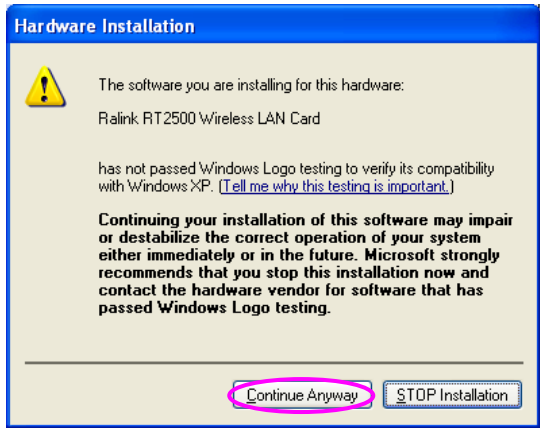 Hardware Installation
The software you are installing for this hardware:
Ralink RT2500 Wireless LAN Card
has not passed Windows Logo testing to verify its compatibility
with Windows XP. (Tell me why this testing is important.)
Continuing your installation of this software may impair
or destabilize the correct operation of your system
either immediately or in the future. Microsoft strongly
recommends that you stop this installation now and
contact the hardware vendor for software that has
passed Windows Logo testing.
Continue Anyway
STOP Installation